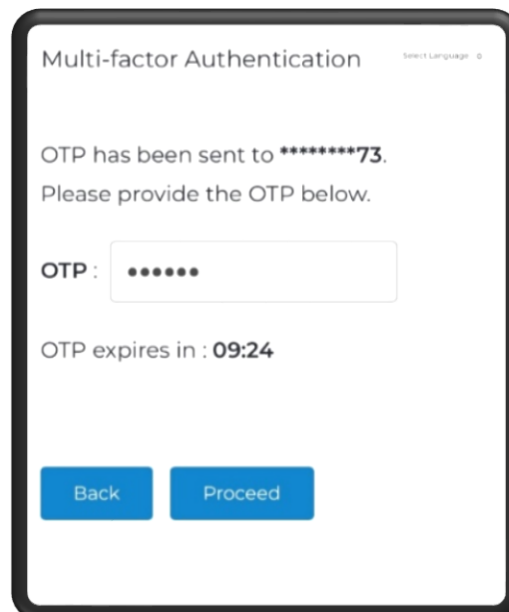 Multi-factor Authentication
Select Language
OTP has been sent to ********73.
Please provide the OTP below.
OTP : ••••••
OTP expires in : 09:24
Back
Proceed